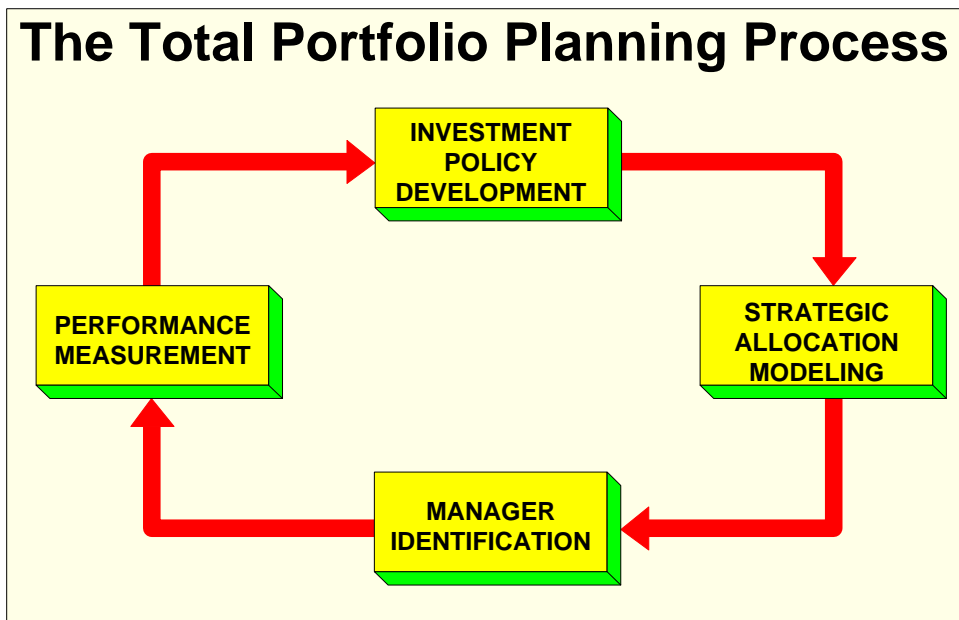 The Total Portfolio Planning Process
INVESTMENT
POLICY
DEVELOPMENT
PERFORMANCE
MEASUREMENT
STRATEGIC
ALLOCATION
MODELING
MANAGER
IDENTIFICATION